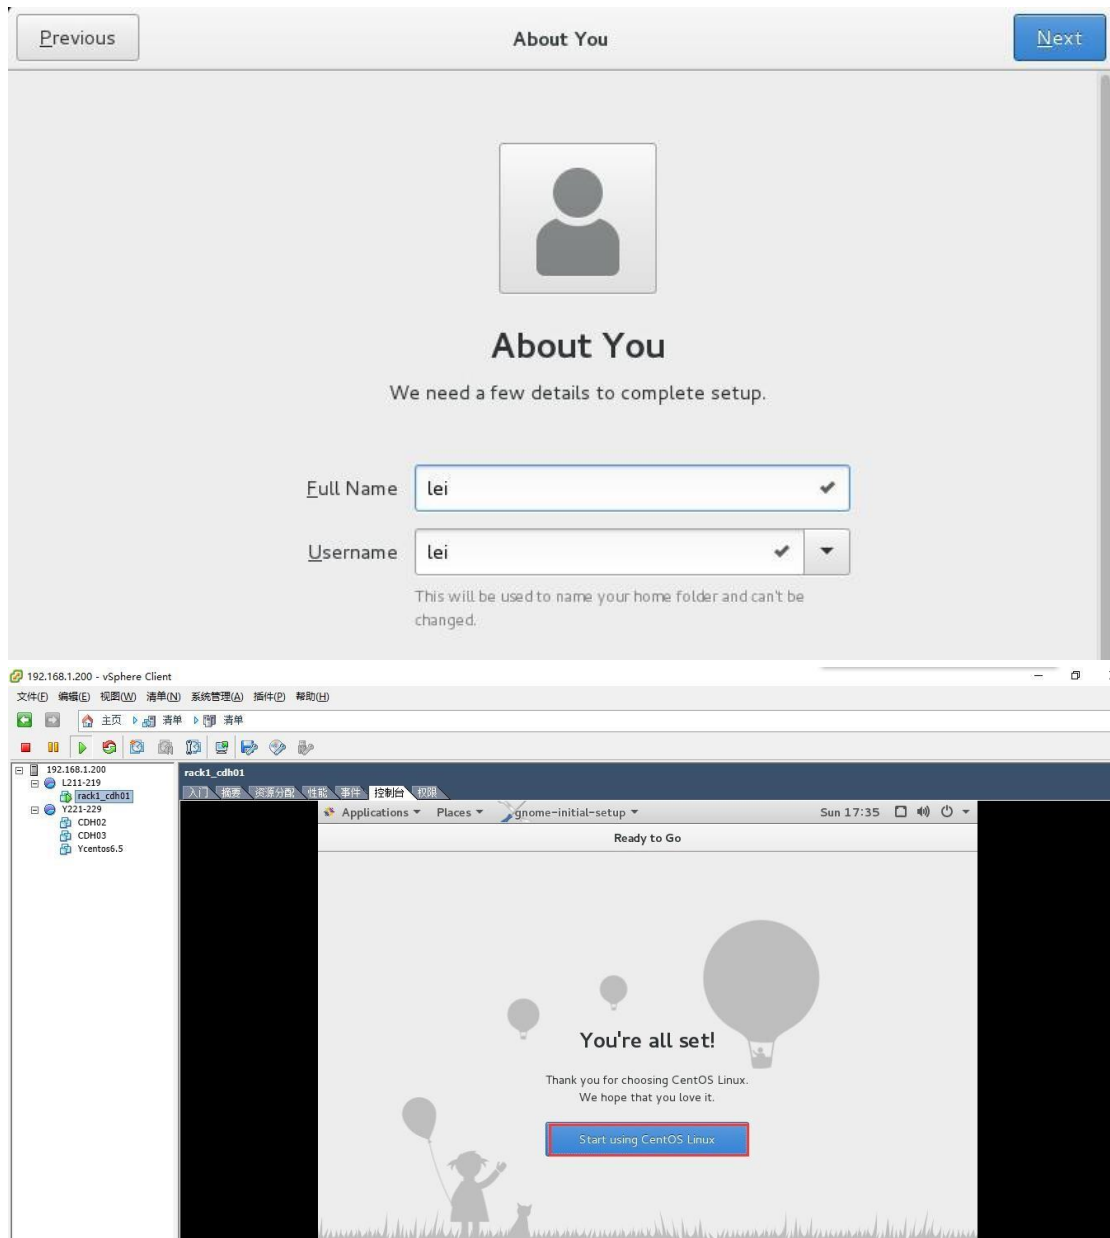 Previous
About You
Next
About You
We need a few details to complete setup.
Full Name lei
Username lei
This will be used to name your home folder and can't be
changed.
192.168.1.200 - vSphere Client
文件(F) 编辑(E) 视图(W) 清单(N) 系统管理(A) 插件(P) 帮助(H)
主页 清单 清单
192.168.1.200
L211-219
rack1_cdh01
Y221-229
CDH02
CDH03
Ycentos6.5
rack1_cdh01
入门 摘要 资源分配 性能 事件 控制台 权限
Applications Places gnome-initial-setup Sun 17:35
Ready to Go
You're all set!
Thank you for choosing CentOS Linux.
We hope that you love it.
Start using CentOS Linux